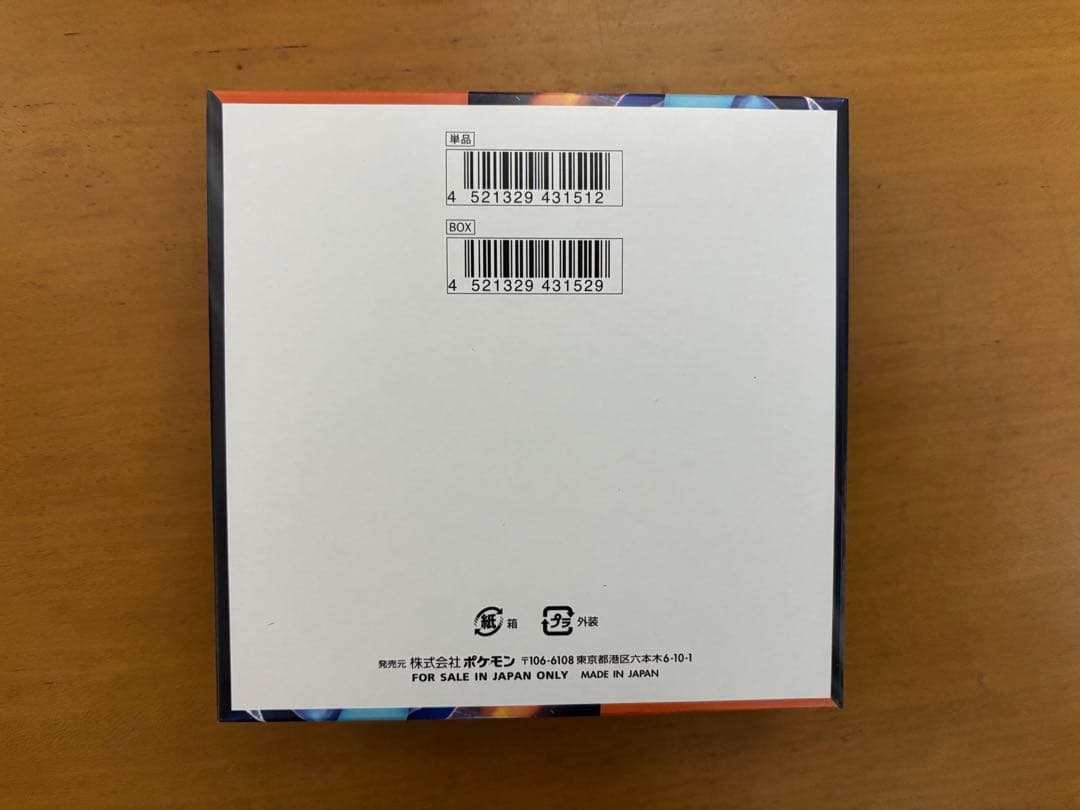 単品
4 521329 431512
BOX
4 521329 431529
紙 箱 プラ 外装
発売元 株式会社 ポケモン 〒106-6108 東京都港区六本木6-10-1
FOR SALE IN JAPAN ONLY MADE IN JAPAN